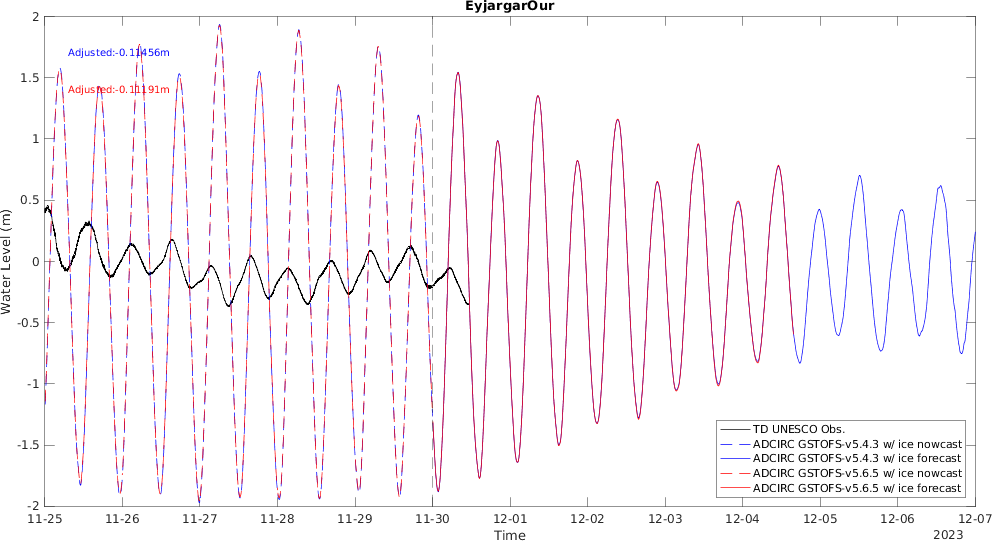 EyjargarOur
Adjusted:-0.11456m
Adjusted:-0.11191m
2
1.5
1
0.5
0
-0.5
-1
-1.5
-2
Water Level (m)
TD UNESCO Obs.
ADCIRC GSTOFS-v5.4.3 w/ ice nowcast
ADCIRC GSTOFS-v5.4.3 w/ ice forecast
ADCIRC GSTOFS-v5.6.5 w/ ice nowcast
ADCIRC GSTOFS-v5.6.5 w/ ice forecast
11-25 11-26 11-27 11-28 11-29 11-30 12-01 12-02 12-03 12-04 12-05 12-06 12-07
Time
2023